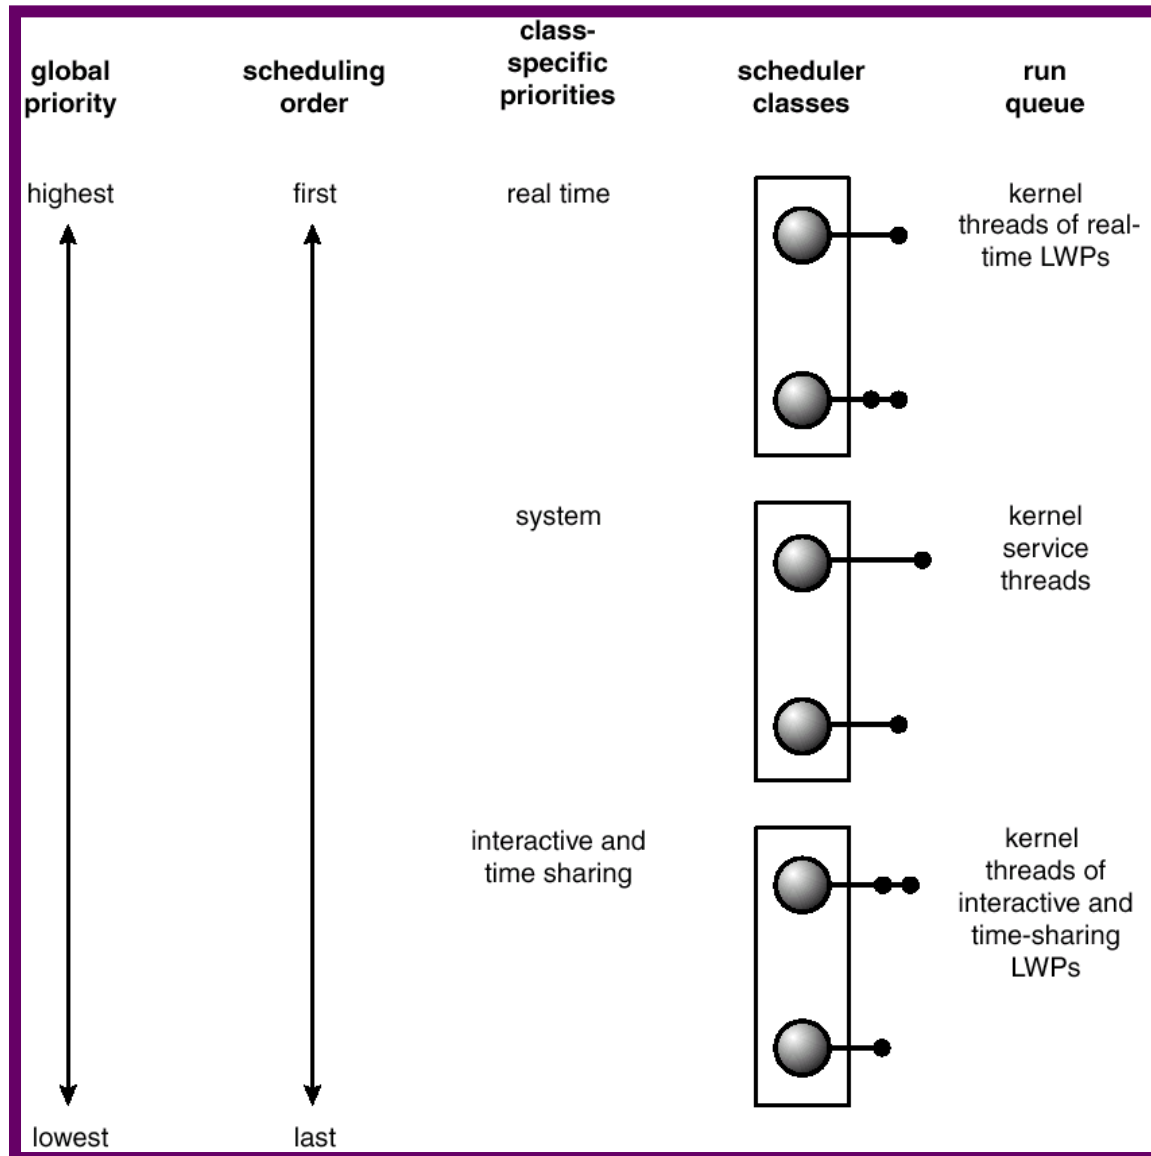 global
priority
scheduling
order
class-
specific
priorities
scheduler
classes
run
queue
highest
first
real time
kernel
threads of real-
time LWPs
system
kernel
service
threads
interactive and
time sharing
kernel
threads of
interactive and
time-sharing
LWPs
lowest
last